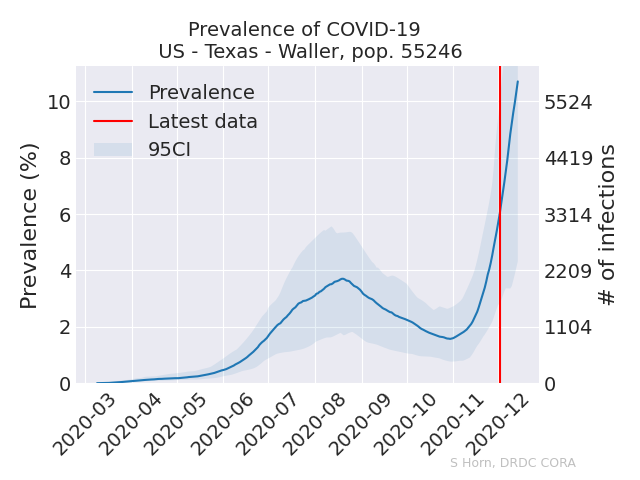 Prevalence of COVID-19
US - Texas - Waller, pop. 55246
Prevalence
Latest data
95CI
Prevalence (%)
10
8
6
4
2
0
5524
4419
3314
2209
1104
0
# of infections
2020-03
2020-04
2020-05
2020-06
2020-07
2020-08
2020-09
2020-10
2020-11
2020-12
S Horn, DRDC CORA